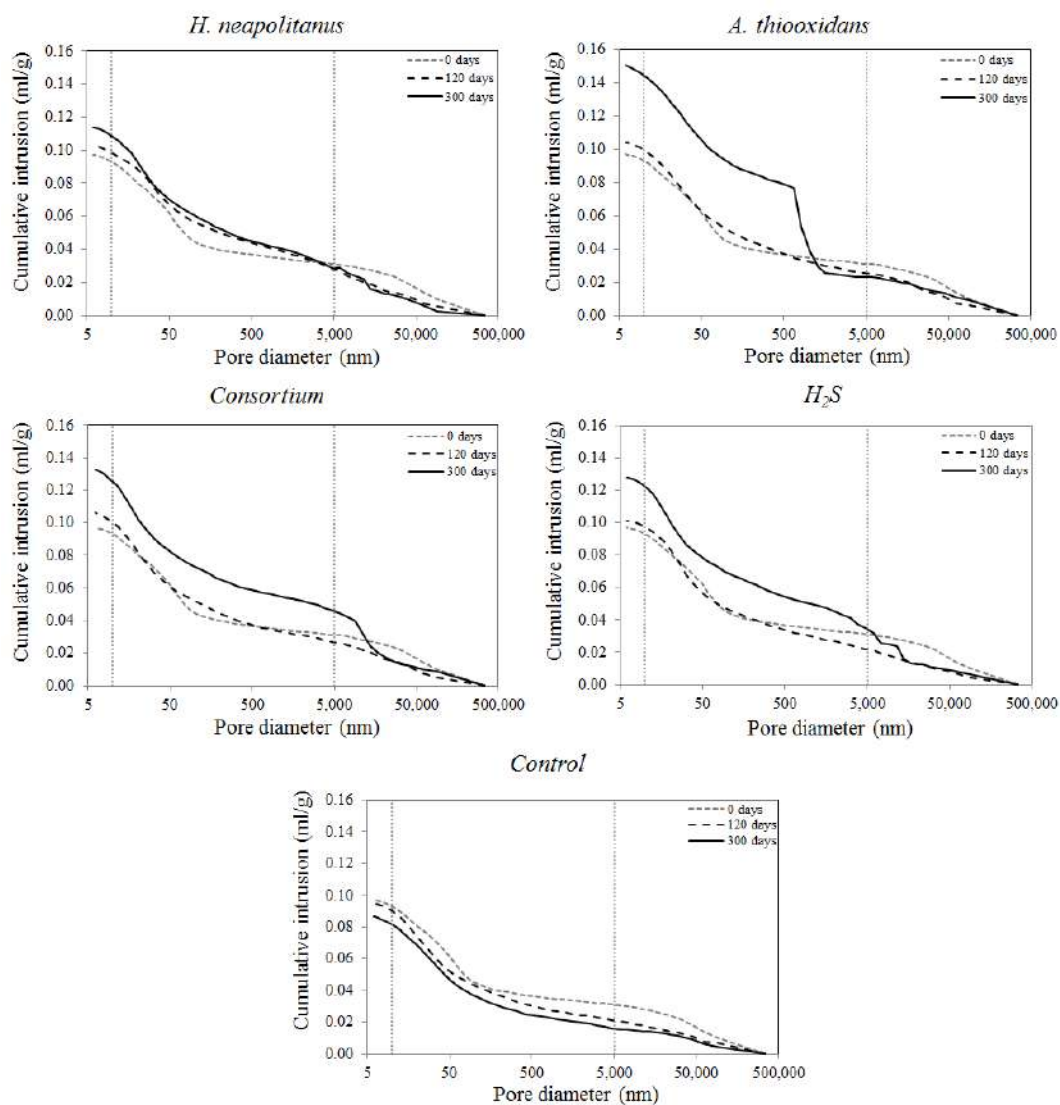 H. neapolitanus
Cumulative intrusion (ml/g)
0.16
0.14
0.12
0.10
0.08
0.06
0.04
0.02
0.00
0 days
120 days
300 days
5 50 500 5,000 50,000 500,000
Pore diameter (nm)
A. thiooxidans
Cumulative intrusion (ml/g)
0.16
0.14
0.12
0.10
0.08
0.06
0.04
0.02
0.00
0 days
120 days
300 days
5 50 500 5,000 50,000 500,000
Pore diameter (nm)
Consortium
Cumulative intrusion (ml/g)
0.16
0.14
0.12
0.10
0.08
0.06
0.04
0.02
0.00
0 days
120 days
300 days
5 50 500 5,000 50,000 500,000
Pore diameter (nm)
H₂S
Cumulative intrusion (ml/g)
0.16
0.14
0.12
0.10
0.08
0.06
0.04
0.02
0.00
0 days
120 days
300 days
5 50 500 5,000 50,000 500,000
Pore diameter (nm)
Control
Cumulative intrusion (ml/g)
0.16
0.14
0.12
0.10
0.08
0.06
0.04
0.02
0.00
0 days
120 days
300 days
5 50 500 5,000 50,000 500,000
Pore diameter (nm)